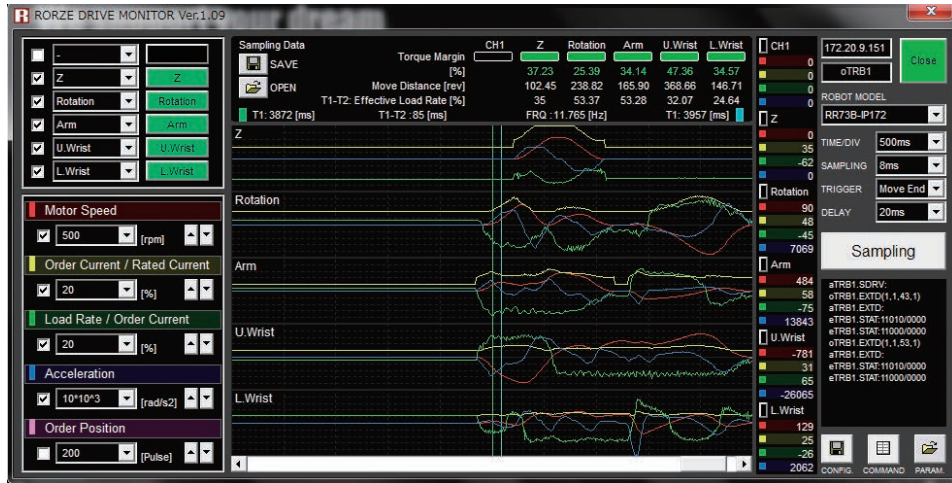 RORZE DRIVE MONITOR Ver.1.09
-
Z Z
Rotation Rotation
Arm Arm
U.Wrist U.Wrist
L.Wrist L.Wrist
Motor Speed
500 [rpm]
Order Current / Rated Current
20 [%]
Load Rate / Order Current
20 [%]
Acceleration
10*10^3 [rad/s2]
Order Position
200 [Pulse]
Sampling Data
SAVE
OPEN
CH1 Z Rotation Arm U.Wrist L.Wrist
Torque Margin
[%] 37.23 25.39 34.14 47.36 34.57
Move Distance [rev] 102.45 238.82 165.90 368.66 146.71
T1-T2: Effective Load Rate [%] 35 53.37 53.28 32.07 24.64
T1: 3872 [ms] T1-T2 :85 [ms] FRQ :11.765 [Hz] T1: 3957 [ms]
Z
Rotation
Arm
U.Wrist
L.Wrist
CH1
0
0
0
0
Z
0
35
-62
0
Rotation
90
48
-45
7069
Arm
484
58
-75
13843
U.Wrist
-781
31
65
-26065
L.Wrist
129
25
-26
2062
172.20.9.151
oTRB1
Close
ROBOT MODEL
RR73B-IP172
TIME/DIV 500ms
SAMPLING 8ms
TRIGGER Move End
DELAY 20ms
Sampling
aTRB1.SDRV:
oTRB1.EXTD(1,1,43,1)
aTRB1.EXTD:
eTRB1.STAT:11010/0000
eTRB1.STAT:11000/0000
oTRB1.EXTD(1,1,53,1)
aTRB1.EXTD:
eTRB1.STAT:11010/0000
eTRB1.STAT:11000/0000
CONFIG. COMMAND PARAM.